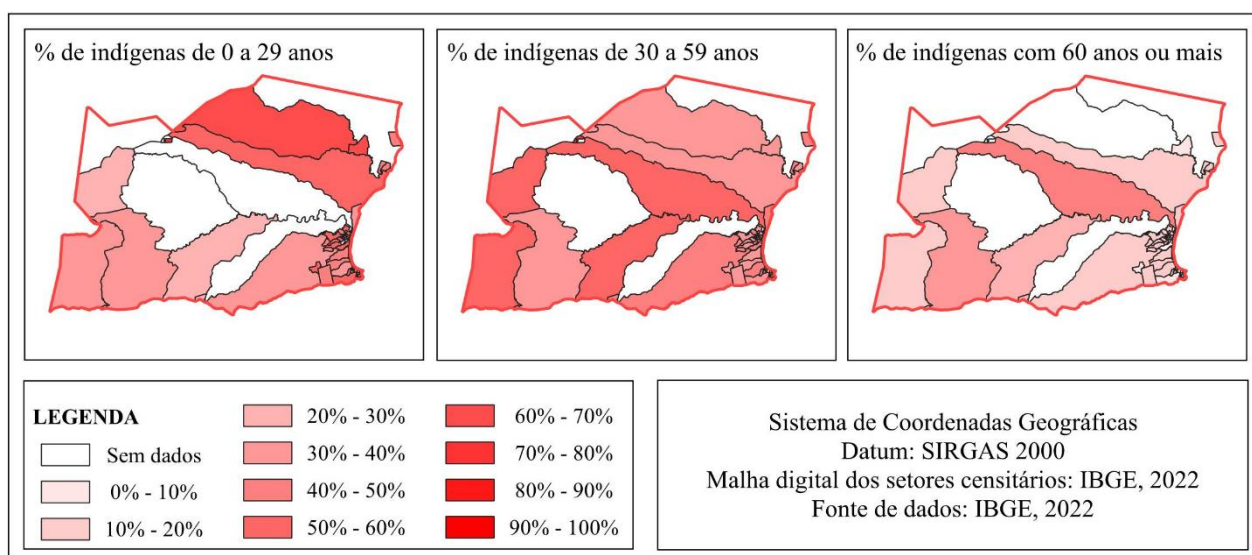 % de indígenas de 0 a 29 anos
% de indígenas de 30 a 59 anos
% de indígenas com 60 anos ou mais
LEGENDA
Sem dados
0% - 10%
10% - 20%
20% - 30%
30% - 40%
40% - 50%
50% - 60%
60% - 70%
70% - 80%
80% - 90%
90% - 100%
Sistema de Coordenadas Geográficas
Datum: SIRGAS 2000
Malha digital dos setores censitários: IBGE, 2022
Fonte de dados: IBGE, 2022